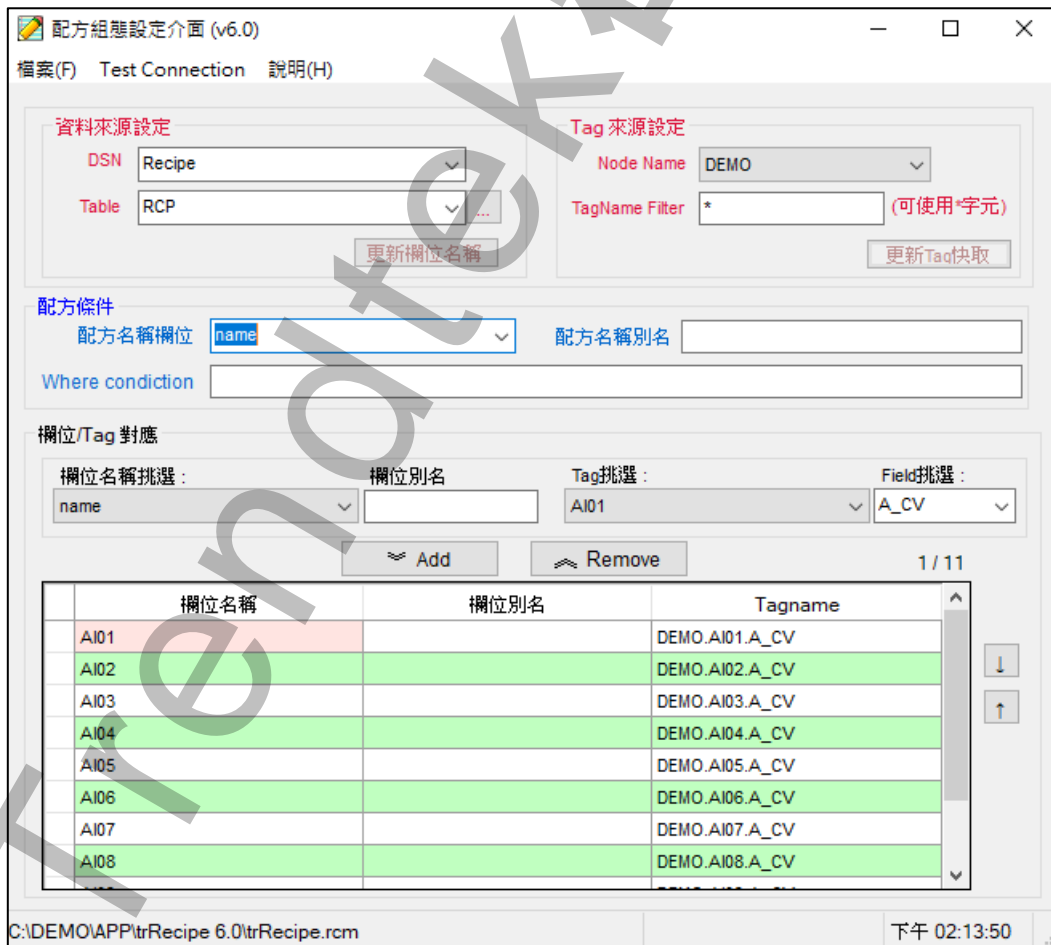 配方組態設定介面 (v6.0)
檔案(F) Test Connection 說明(H)
資料來源設定
DSN Recipe
Table RCP ...
更新欄位名稱
Tag 來源設定
Node Name DEMO
TagName Filter * (可使用*字元)
更新Tag快取
配方條件
配方名稱欄位 name 配方名稱別名
Where condiction
欄位/Tag 對應
欄位名稱挑選: 欄位別名 Tag挑選: Field挑選:
name AI01 A_CV
Add Remove 1 / 11
欄位名稱 欄位別名 Tagname
AI01 DEMO.AI01.A_CV
AI02 DEMO.AI02.A_CV
AI03 DEMO.AI03.A_CV
AI04 DEMO.AI04.A_CV
AI05 DEMO.AI05.A_CV
AI06 DEMO.AI06.A_CV
AI07 DEMO.AI07.A_CV
AI08 DEMO.AI08.A_CV
↓
↑
C:\DEMO\APP\trRecipe 6.0\trRecipe.rcm 下午 02:13:50
Trendtek